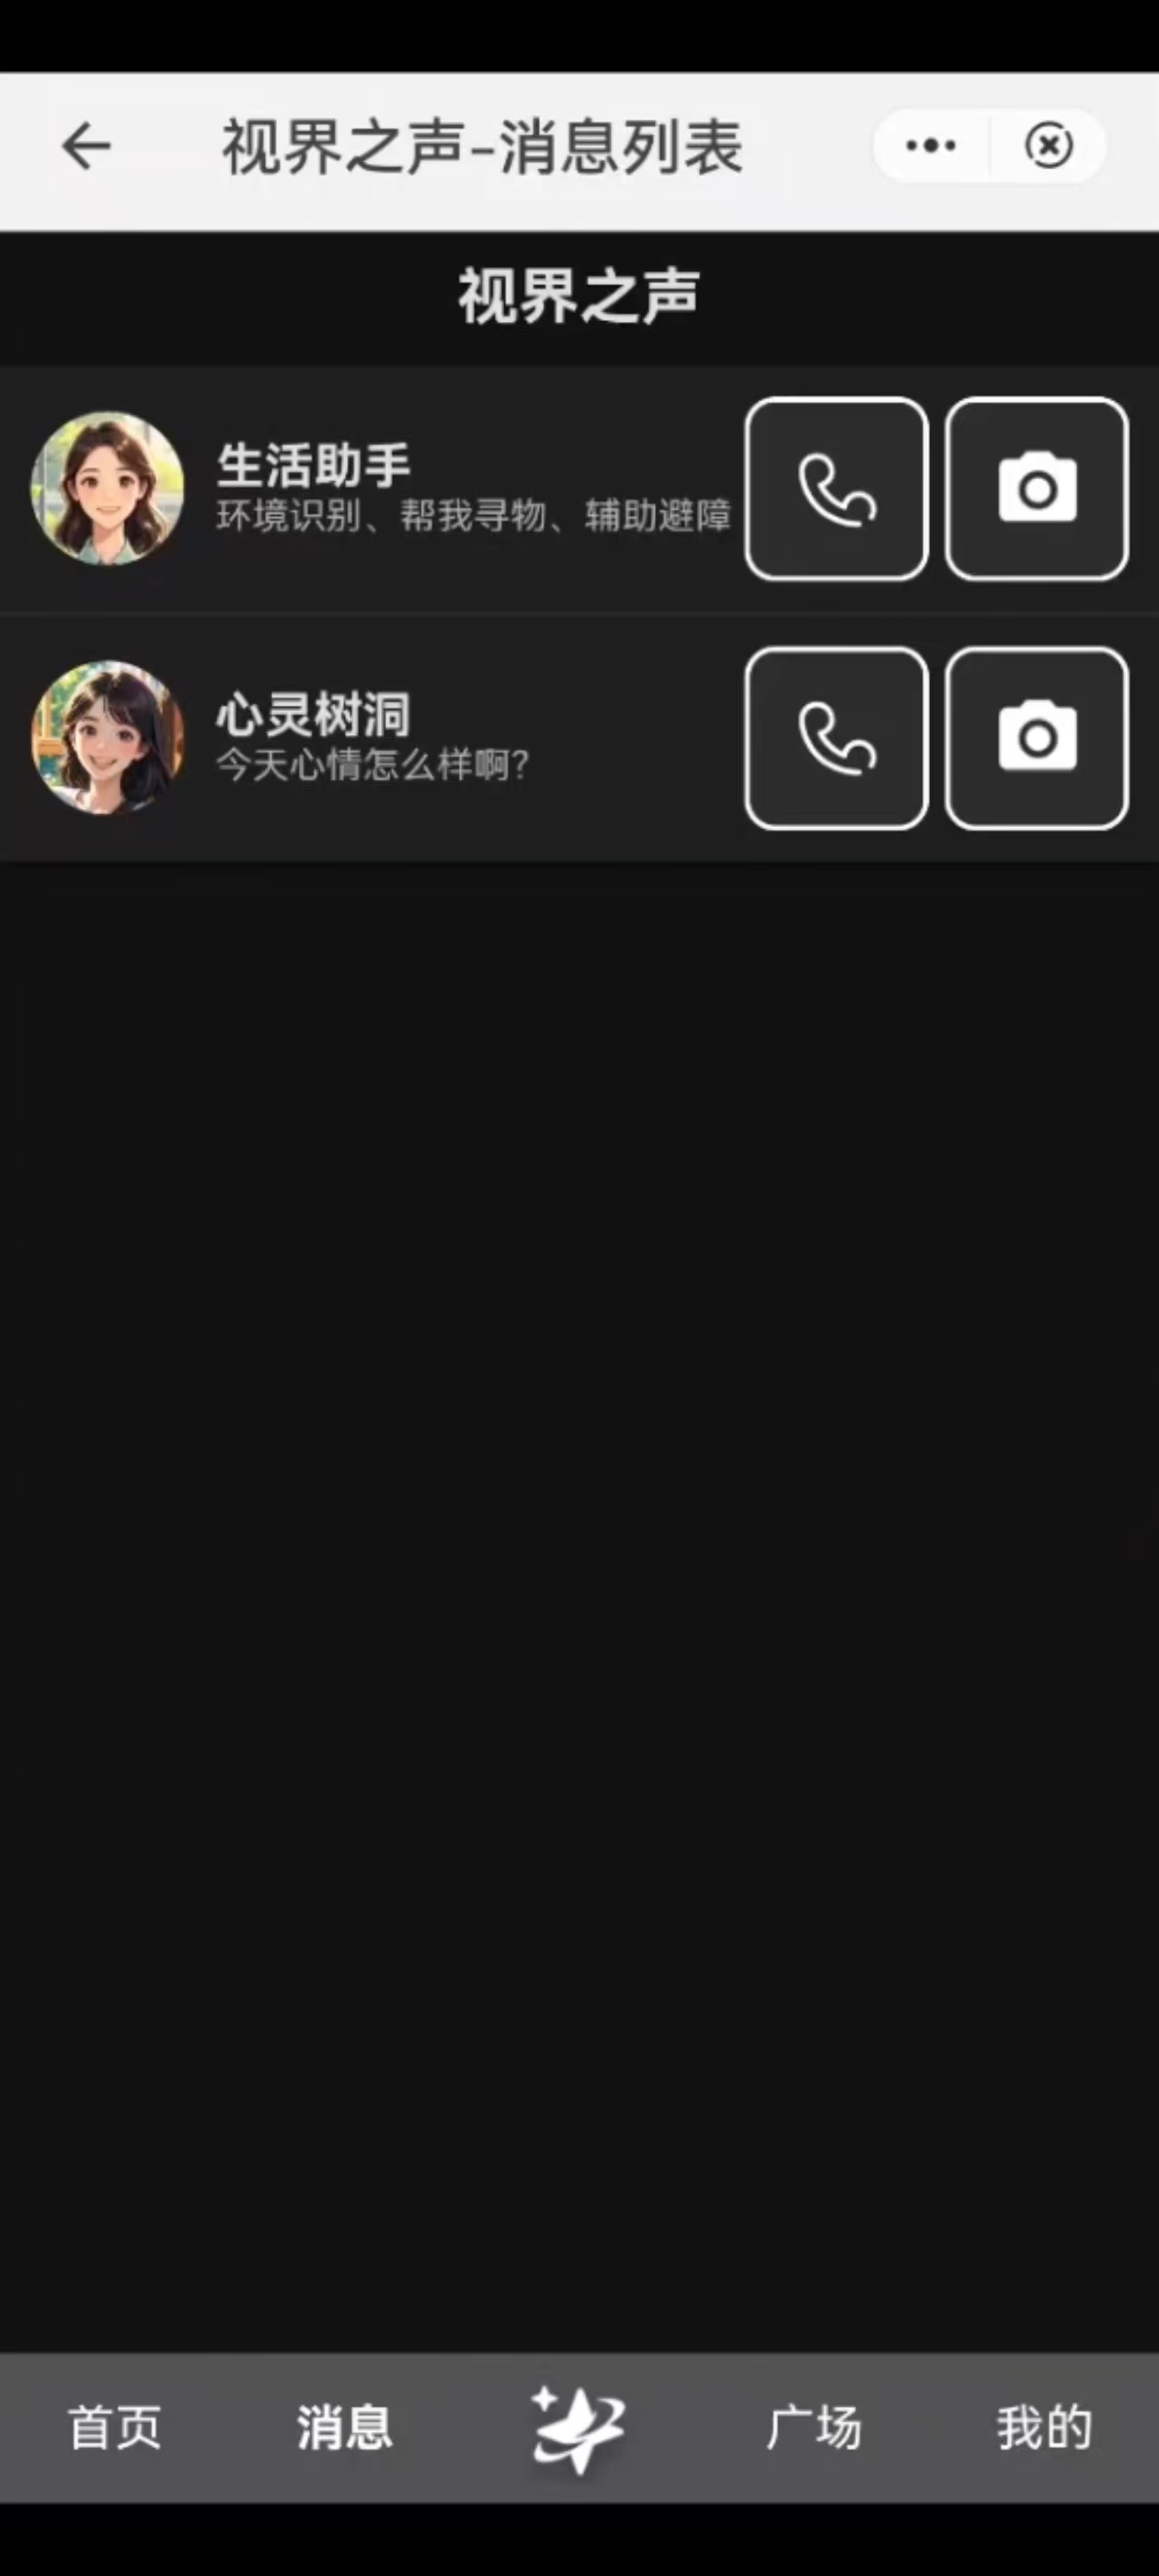 视界之声-消息列表
视界之声
生活助手
环境识别、帮我寻物、辅助避障
心灵树洞
今天心情怎么样啊?
首页 消息 广场 我的